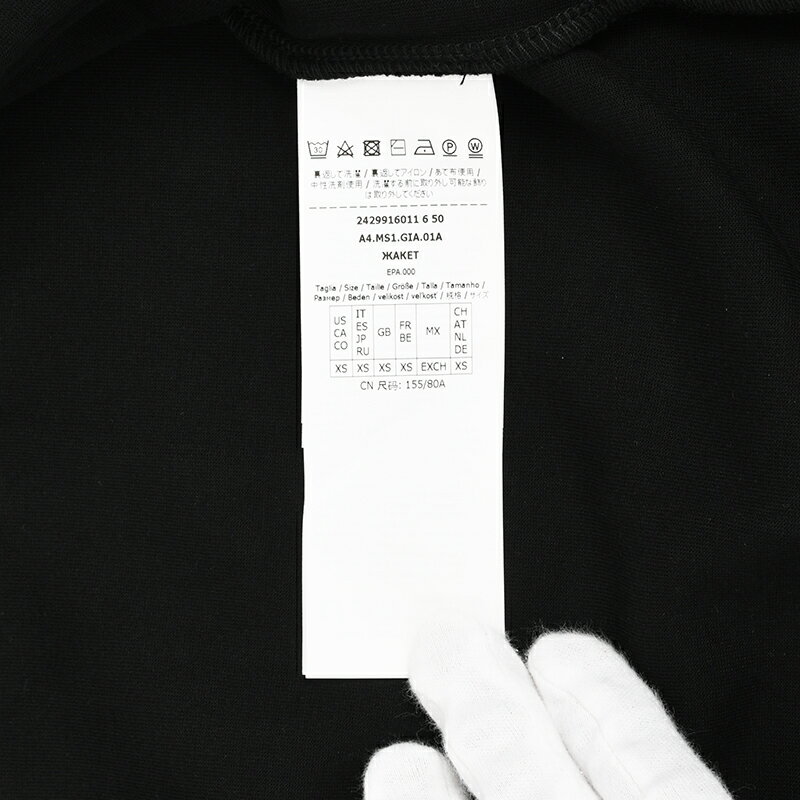 30 P W
裏返して洗濯 / 裏返してアイロン / あて布使用 /
中性洗剤使用 / 洗濯する前に取り外し可能な飾り
は取り外してください
2429916011 6 50
A4.MS1.GIA.01A
ЖАКЕТ
EPA.000
Taglia / Size / Taille / Größe / Talla / Tamanho /
Размер / Beden / velikost / veľkosť / 规格 / サイズ
US CA CO IT ES JP RU GB FR BE MX CH AT NL DE
XS XS XS XS EXCH XS
CN 尺码: 155/80A